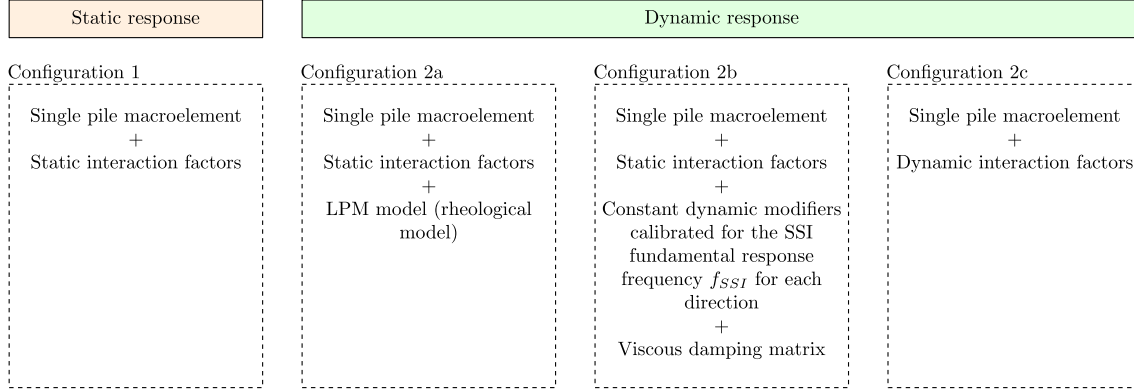 Static response
Dynamic response
Configuration 1
Single pile macroelement
+
Static interaction factors
Configuration 2a
Single pile macroelement
+
Static interaction factors
+
LPM model (rheological
model)
Configuration 2b
Single pile macroelement
+
Static interaction factors
+
Constant dynamic modifiers
calibrated for the SSI
fundamental response
frequency f_{SSI} for each
direction
+
Viscous damping matrix
Configuration 2c
Single pile macroelement
+
Dynamic interaction factors